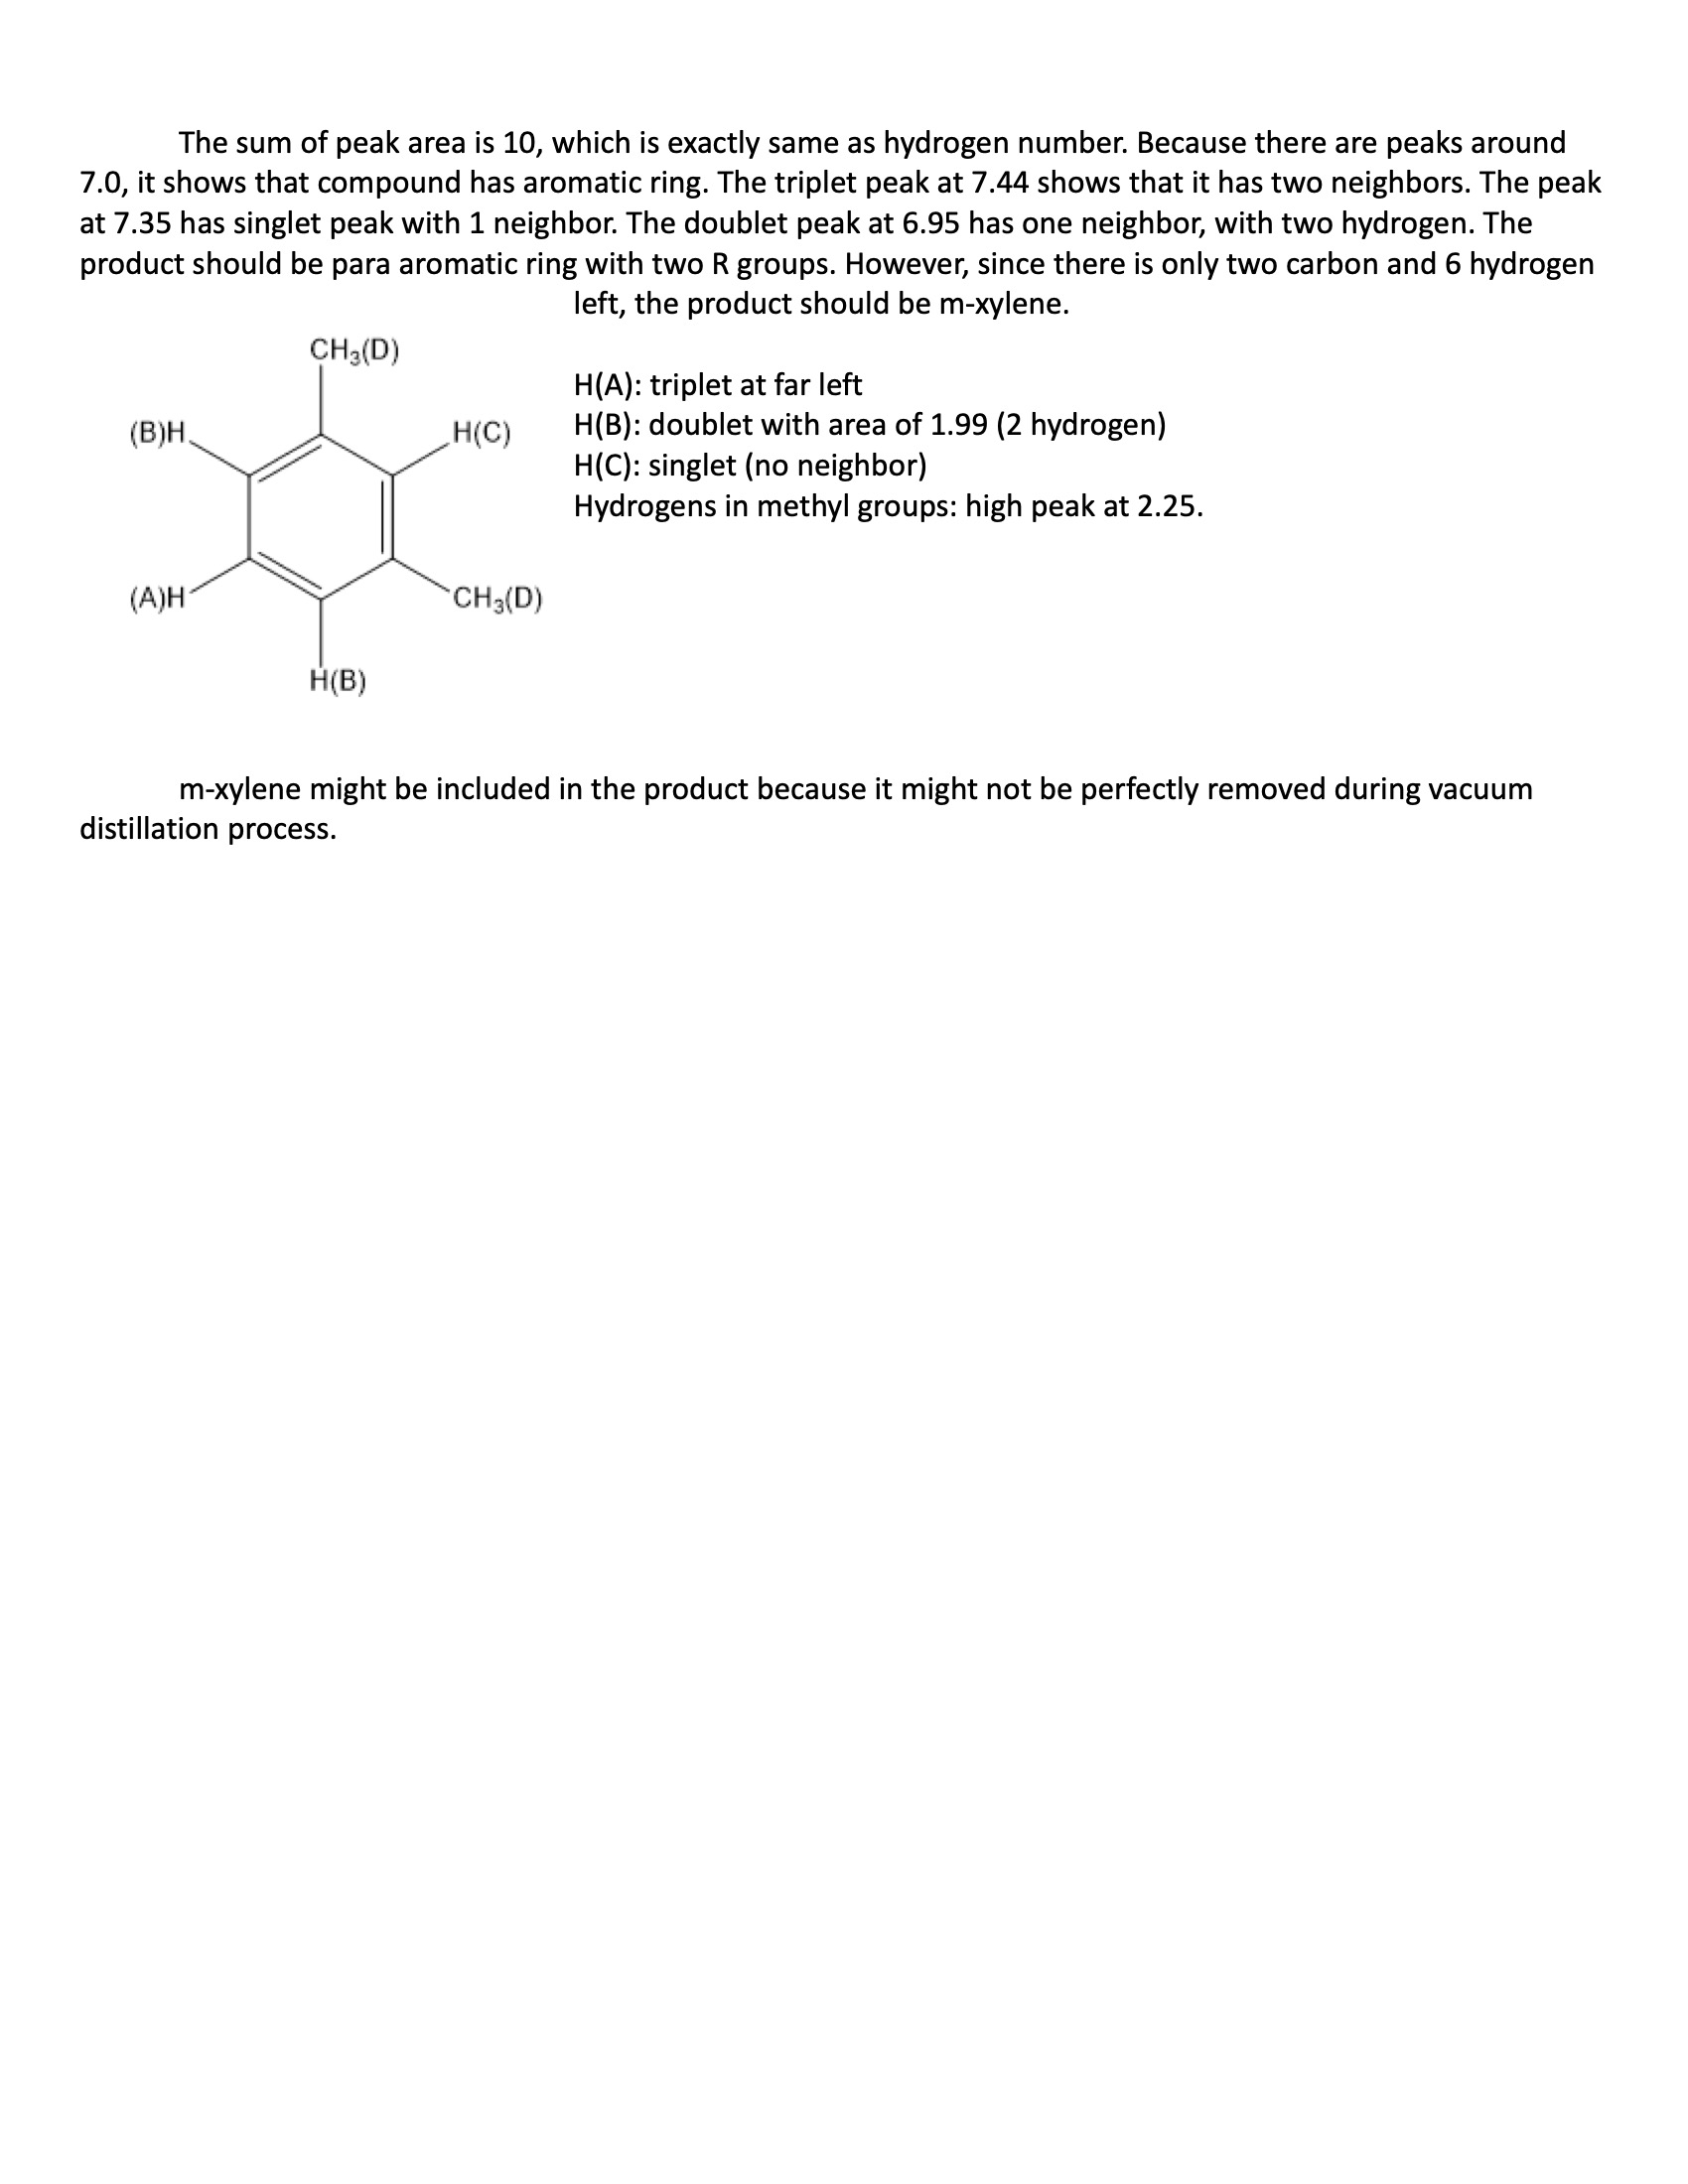 The sum of peak area is 10, which is exactly same as hydrogen number. Because there are peaks around
7.0, it shows that compound has aromatic ring. The triplet peak at 7.44 shows that it has two neighbors. The peak
at 7.35 has singlet peak with 1 neighbor. The doublet peak at 6.95 has one neighbor, with two hydrogen. The
product should be para aromatic ring with two R groups. However, since there is only two carbon and 6 hydrogen
left, the product should be m-xylene.
CH₃(D)
(B)H
H(C)
(A)H
CH₃(D)
H(B)
H(A): triplet at far left
H(B): doublet with area of 1.99 (2 hydrogen)
H(C): singlet (no neighbor)
Hydrogens in methyl groups: high peak at 2.25.
m-xylene might be included in the product because it might not be perfectly removed during vacuum
distillation process.